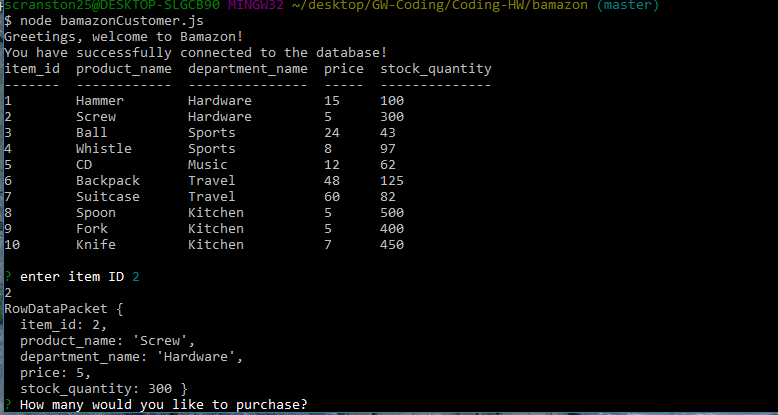 scranston25@DESKTOP-SLGCB90 MINGW32 ~/desktop/GW-Coding/Coding-HW/bamazon (master)
$ node bamazonCustomer.js
Greetings, welcome to Bamazon!
You have successfully connected to the database!
item_id  product_name  department_name  price  stock_quantity
-------  ------------  ---------------  -----  --------------
1        Hammer        Hardware         15     100
2        Screw         Hardware         5      300
3        Ball          Sports           24     43
4        Whistle       Sports           8      97
5        CD            Music            12     62
6        Backpack      Travel           48     125
7        Suitcase      Travel           60     82
8        Spoon         Kitchen          5      500
9        Fork          Kitchen          5      400
10       Knife         Kitchen          7      450
? enter item ID 2
2
RowDataPacket {
  item_id: 2,
  product_name: 'Screw',
  department_name: 'Hardware',
  price: 5,
  stock_quantity: 300 }
? How many would you like to purchase?